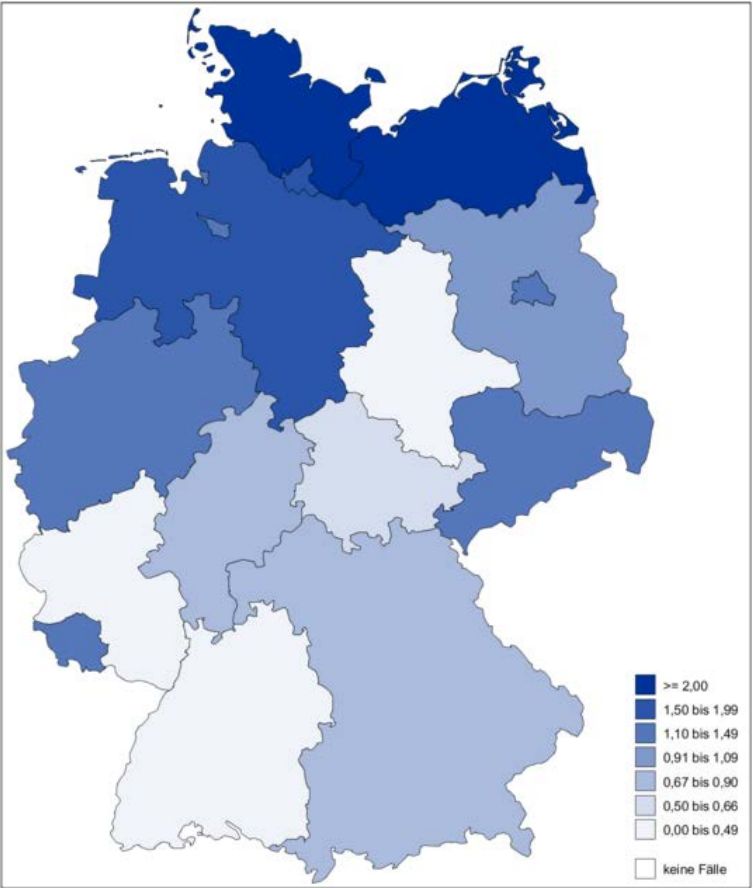 >= 2,00
1,50 bis 1,99
1,10 bis 1,49
0,91 bis 1,09
0,67 bis 0,90
0,50 bis 0,66
0,00 bis 0,49
keine Fälle